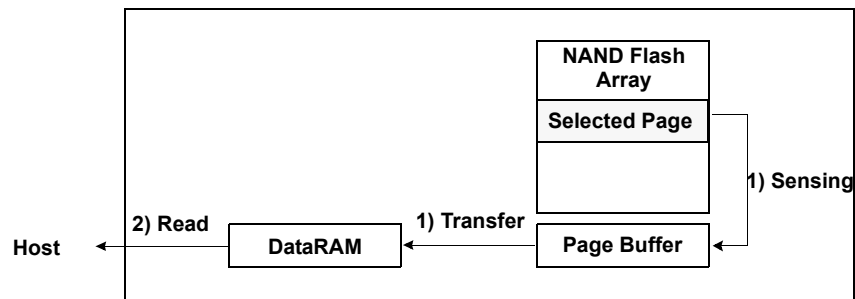 NAND Flash
Array
Selected Page
1) Sensing
2) Read
1) Transfer
Host
DataRAM
Page Buffer